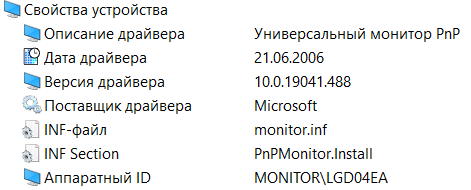 Свойства устройства
Описание драйвера Универсальный монитор PnP
Дата драйвера 21.06.2006
Версия драйвера 10.0.19041.488
Поставщик драйвера Microsoft
INF-файл monitor.inf
INF Section PnPMonitor.Install
Аппаратный ID MONITOR\LGD04EA